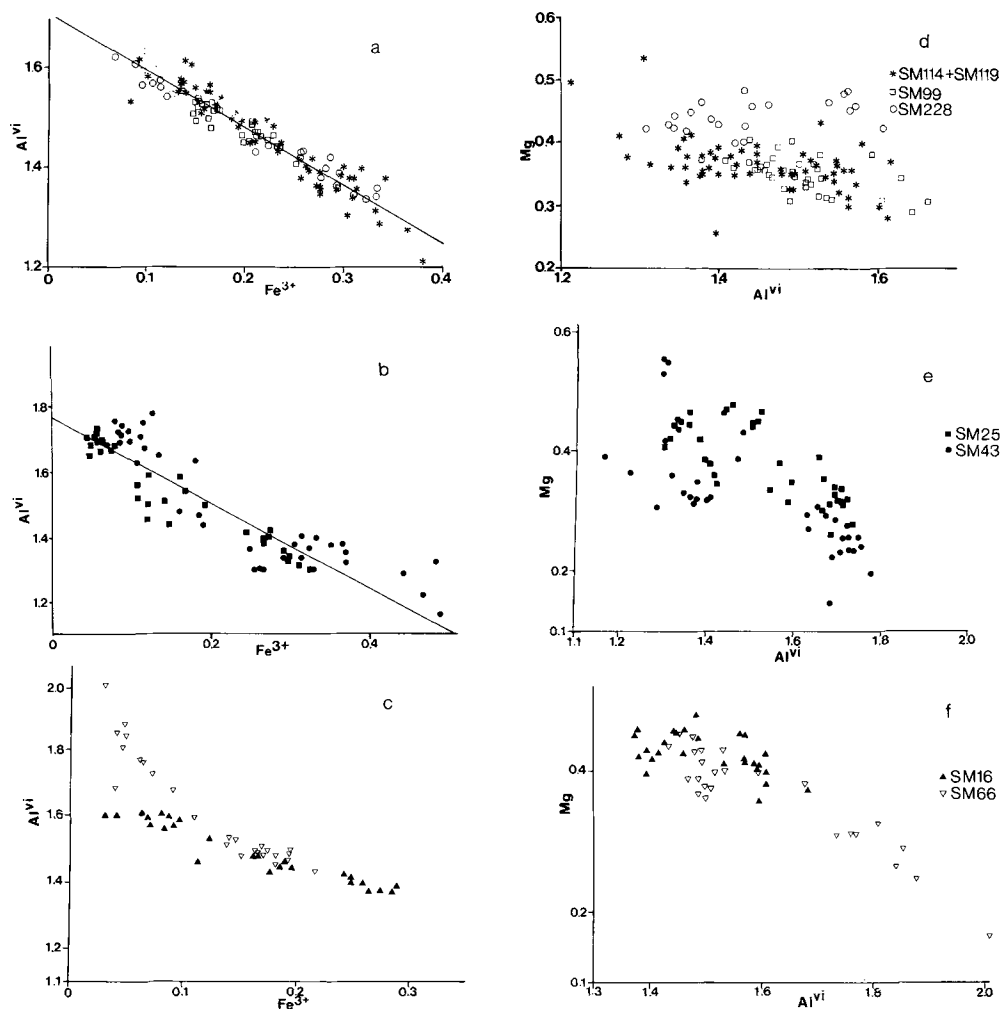 a
1.6
1.4
1.2
0 0.1 0.2 0.3 0.4
Al^vi
Fe^3+
d
0.6
0.5
0.4
0.3
0.2
1.2 1.4 1.6
Mg
Al^vi
* SM114+SM119
□ SM99
○ SM228
b
1.8
1.6
1.4
1.2
0 0.2 0.4
Al^vi
Fe^3+
e
0.6
0.4
0.2
0.1
1.1 1.2 1.4 1.6 1.8 2.0
Mg
Al^vi
■ SM25
● SM43
c
2.0
1.8
1.6
1.4
1.2
1.1
0 0.1 0.2 0.3
Al^vi
Fe^3+
f
0.4
0.2
0.1
1.3 1.4 1.6 1.8 2.0
Mg
Al^vi
▲ SM16
▽ SM66